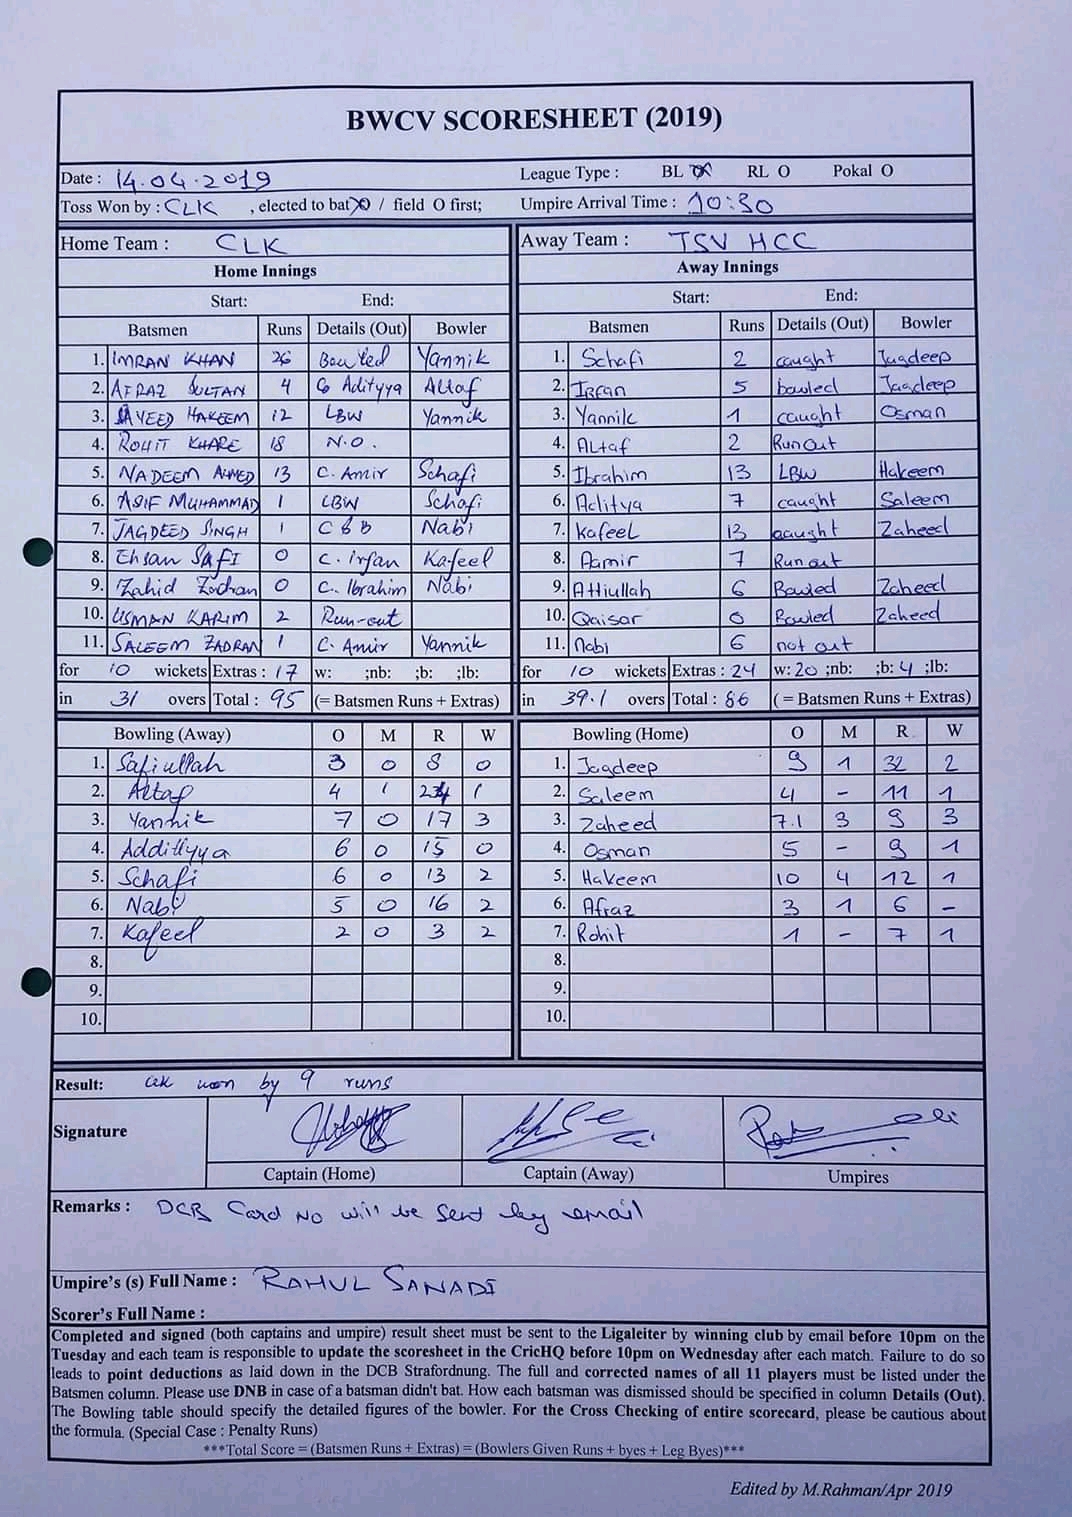 BWCV SCORESHEET (2019)
Date : 14.04.2019 League Type : BL O RL O Pokal O
Toss Won by : CLK , elected to bat O / field O first; Umpire Arrival Time : 10:30
Home Team : CLK Away Team : TSV HCC
Home Innings Away Innings
Start: End: Start: End:
Batsmen Runs Details (Out) Bowler Batsmen Runs Details (Out) Bowler
1. IMRAN KHAN 26 Bowled Yannik 1. Schafi 2 caught Jagdeep
2. AFRAZ SULTAN 4 C Adityya Altaf 2. Irfan 5 bowled Jagdeep
3. SAYEED HAKEEM 12 LBW Yannik 3. Yannik 1 caught Osman
4. ROHIT KHARE 18 N.O. 4. ALtaf 2 Runout
5. NADEEM AHMED 13 C. Amir Schafi 5. Ibrahim 13 LBW Hakeem
6. ASIF MUHAMMAD 1 LBW Schafi 6. Aditya 7 caught Saleem
7. JAGDEED SINGH 1 C & B Nabi 7. Kafeel 13 caught Zaheed
8. Ehsan SAFI 0 C. Irfan Kafeel 8. Aamir 7 Run out
9. Zahid Zadran 0 C. Ibrahim Nabi 9. Attiullah 6 Bowled Zaheed
10. USMAN KARIM 2 Run-out 10. Qaisar 0 Bowled Zaheed
11. SALEEM ZADRAN 1 C. Amir Yannik 11. Nabi 6 not out
for 10 wickets Extras : 17 w: ;nb: ;b: ;lb: for 10 wickets Extras : 24 w: 20 ;nb: ;b: 4 ;lb:
in 31 overs Total : 95 (= Batsmen Runs + Extras) in 39.1 overs Total : 86 ( = Batsmen Runs + Extras)
Bowling (Away) O M R W Bowling (Home) O M R W
1. Safiullah 3 0 8 0 1. Jagdeep 9 1 32 2
2. Altaf 4 1 1 2. Saleem 4 - 11 1
3. Yannik 7 0 17 3 3. Zaheed 7.1 3 9 3
4. Addityya 6 0 15 0 4. Osman 5 - 9 1
5. Schafi 6 0 13 2 5. Hakeem 10 4 12 1
6. Nabi 5 0 16 2 6. Afraz 3 1 6 -
7. Kafeel 2 0 3 2 7. Rohit 1 - 7 1
8. 8.
9. 9.
10. 10.
Result: clk won by 9 runs
Signature
Captain (Home) Captain (Away) Umpires
Remarks : DCB Card No will be sent by email
Umpire's (s) Full Name : RAHUL SANADI
Scorer's Full Name :
Completed and signed (both captains and umpire) result sheet must be sent to the Ligaleiter by winning club by email before 10pm on the
Tuesday and each team is responsible to update the scoresheet in the CricHQ before 10pm on Wednesday after each match. Failure to do so
leads to point deductions as laid down in the DCB Strafordnung. The full and corrected names of all 11 players must be listed under the
Batsmen column. Please use DNB in case of a batsman didn't bat. How each batsman was dismissed should be specified in column Details (Out).
The Bowling table should specify the detailed figures of the bowler. For the Cross Checking of entire scorecard, please be cautious about
the formula. (Special Case : Penalty Runs)
***Total Score = (Batsmen Runs + Extras) = (Bowlers Given Runs + byes + Leg Byes)***
Edited by M.Rahman/Apr 2019